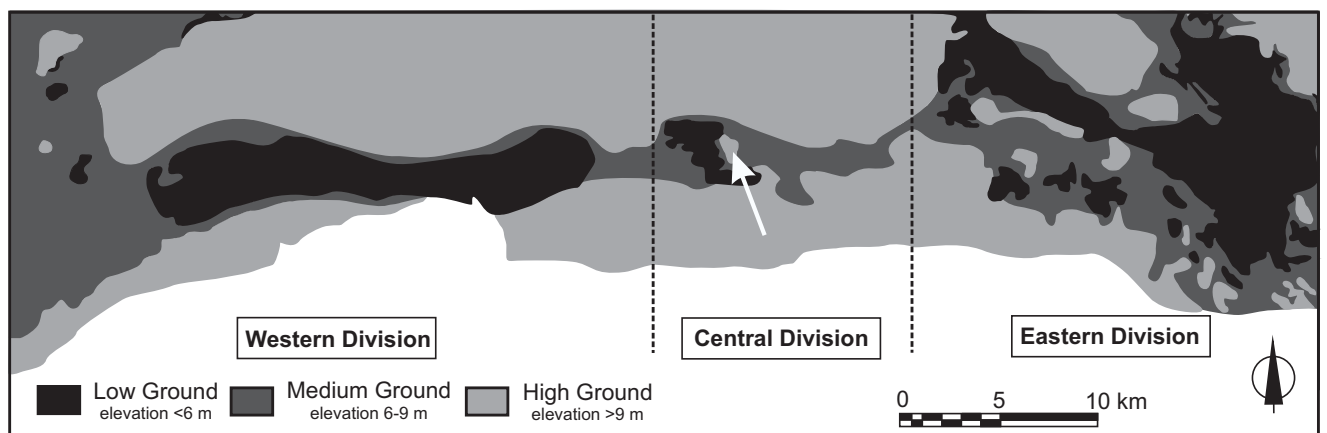 Western Division
Central Division
Eastern Division
Low Ground
elevation <6 m
Medium Ground
elevation 6-9 m
High Ground
elevation >9 m
0 5 10 km